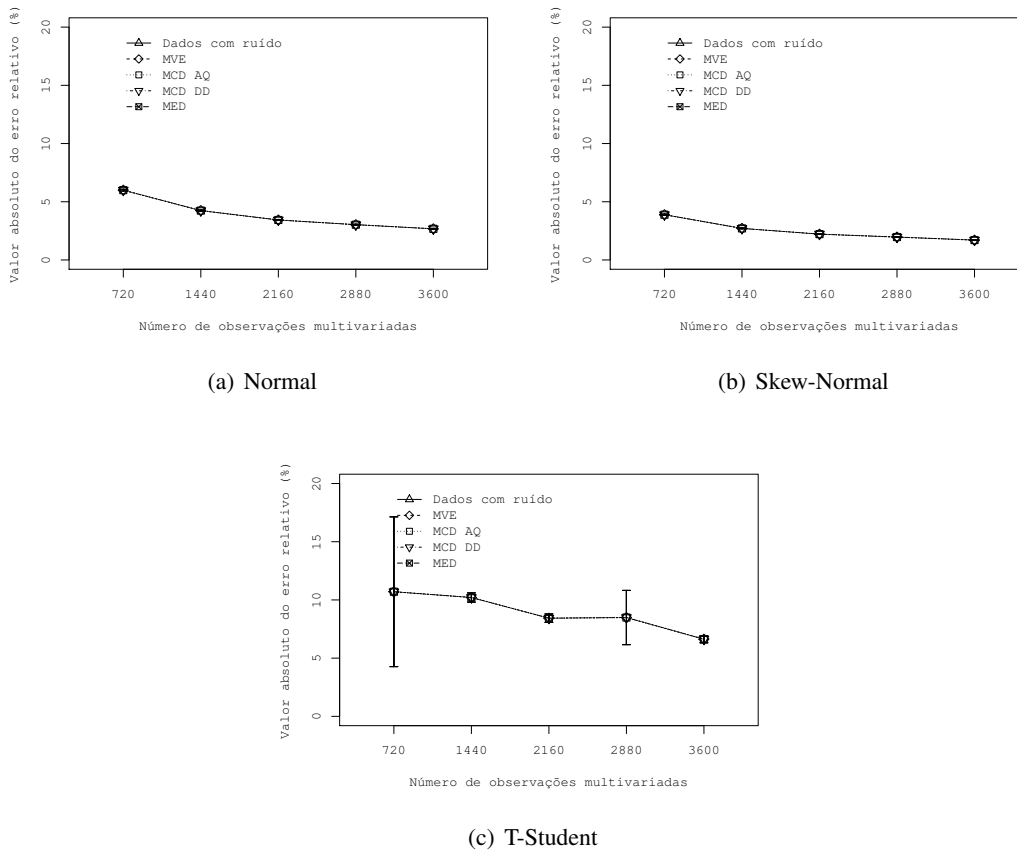 Valor absoluto do erro relativo (%)
20
15
10
5
0
Dados com ruído
MVE
MCD AQ
MCD DD
MED
720 1440 2160 2880 3600
Número de observações multivariadas
(a) Normal
Valor absoluto do erro relativo (%)
20
15
10
5
0
Dados com ruído
MVE
MCD AQ
MCD DD
MED
720 1440 2160 2880 3600
Número de observações multivariadas
(b) Skew-Normal
Valor absoluto do erro relativo (%)
20
15
10
5
0
Dados com ruído
MVE
MCD AQ
MCD DD
MED
720 1440 2160 2880 3600
Número de observações multivariadas
(c) T-Student